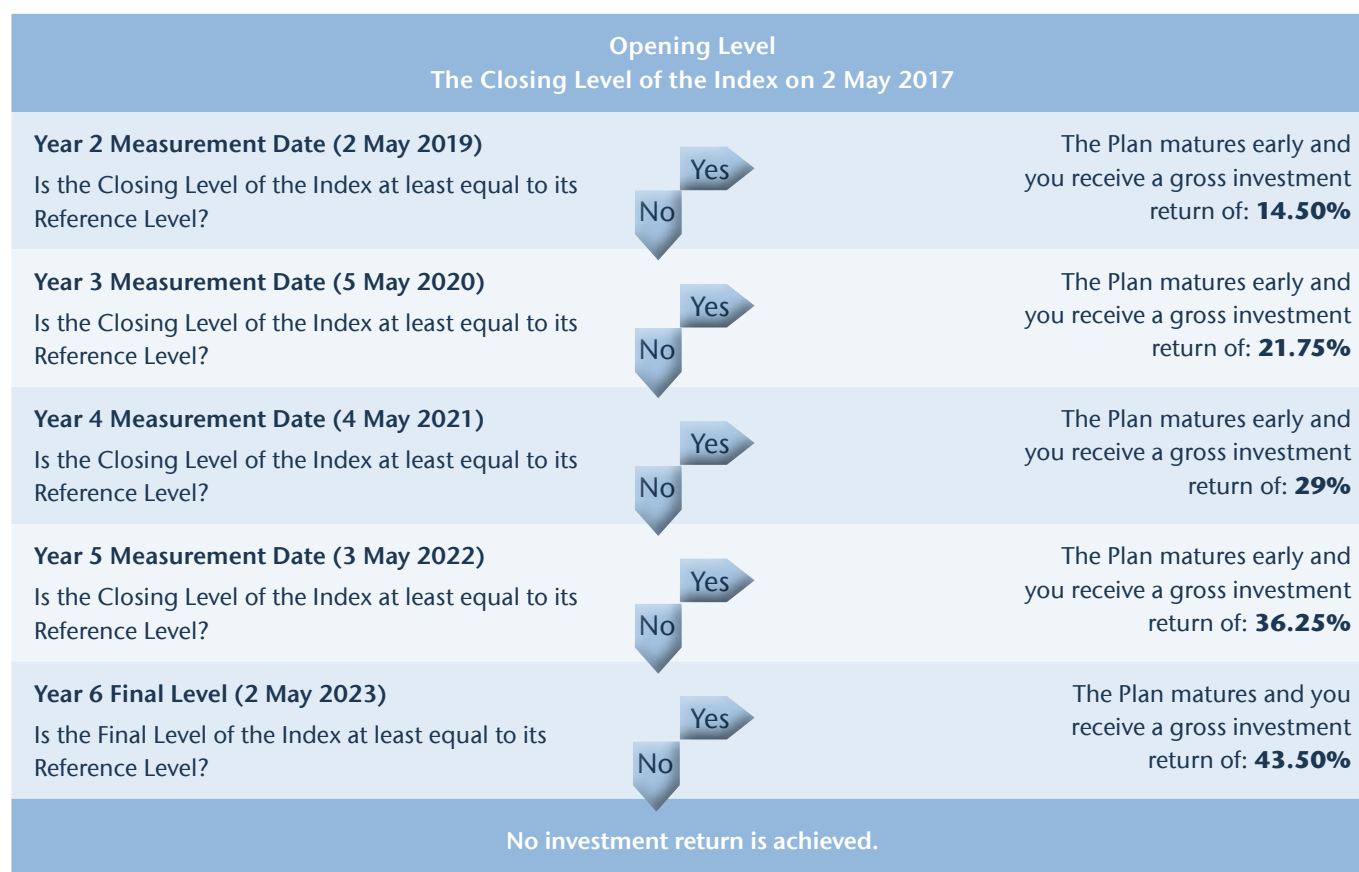 Opening Level
The Closing Level of the Index on 2 May 2017
Year 2 Measurement Date (2 May 2019)
Is the Closing Level of the Index at least equal to its
Reference Level?
Yes
No
The Plan matures early and
you receive a gross investment
return of: 14.50%
Year 3 Measurement Date (5 May 2020)
Is the Closing Level of the Index at least equal to its
Reference Level?
Yes
No
The Plan matures early and
you receive a gross investment
return of: 21.75%
Year 4 Measurement Date (4 May 2021)
Is the Closing Level of the Index at least equal to its
Reference Level?
Yes
No
The Plan matures early and
you receive a gross investment
return of: 29%
Year 5 Measurement Date (3 May 2022)
Is the Closing Level of the Index at least equal to its
Reference Level?
Yes
No
The Plan matures early and
you receive a gross investment
return of: 36.25%
Year 6 Final Level (2 May 2023)
Is the Final Level of the Index at least equal to its
Reference Level?
Yes
No
The Plan matures and you
receive a gross investment
return of: 43.50%
No investment return is achieved.